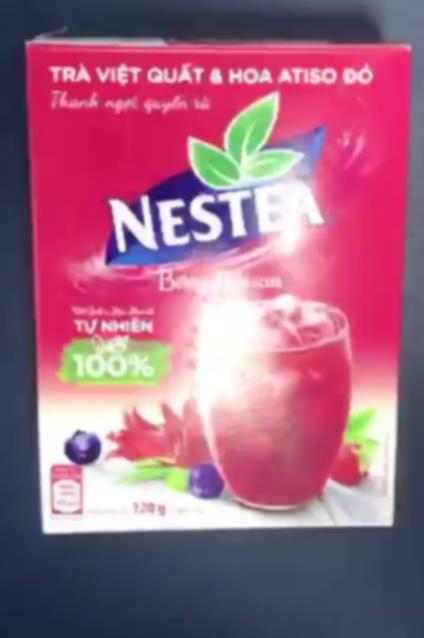 TRÀ VIỆT QUẤT & HOA ATISO ĐỎ
Thanh ngọt quyến rũ
NESTEA
TỰ NHIÊN
100%
120g